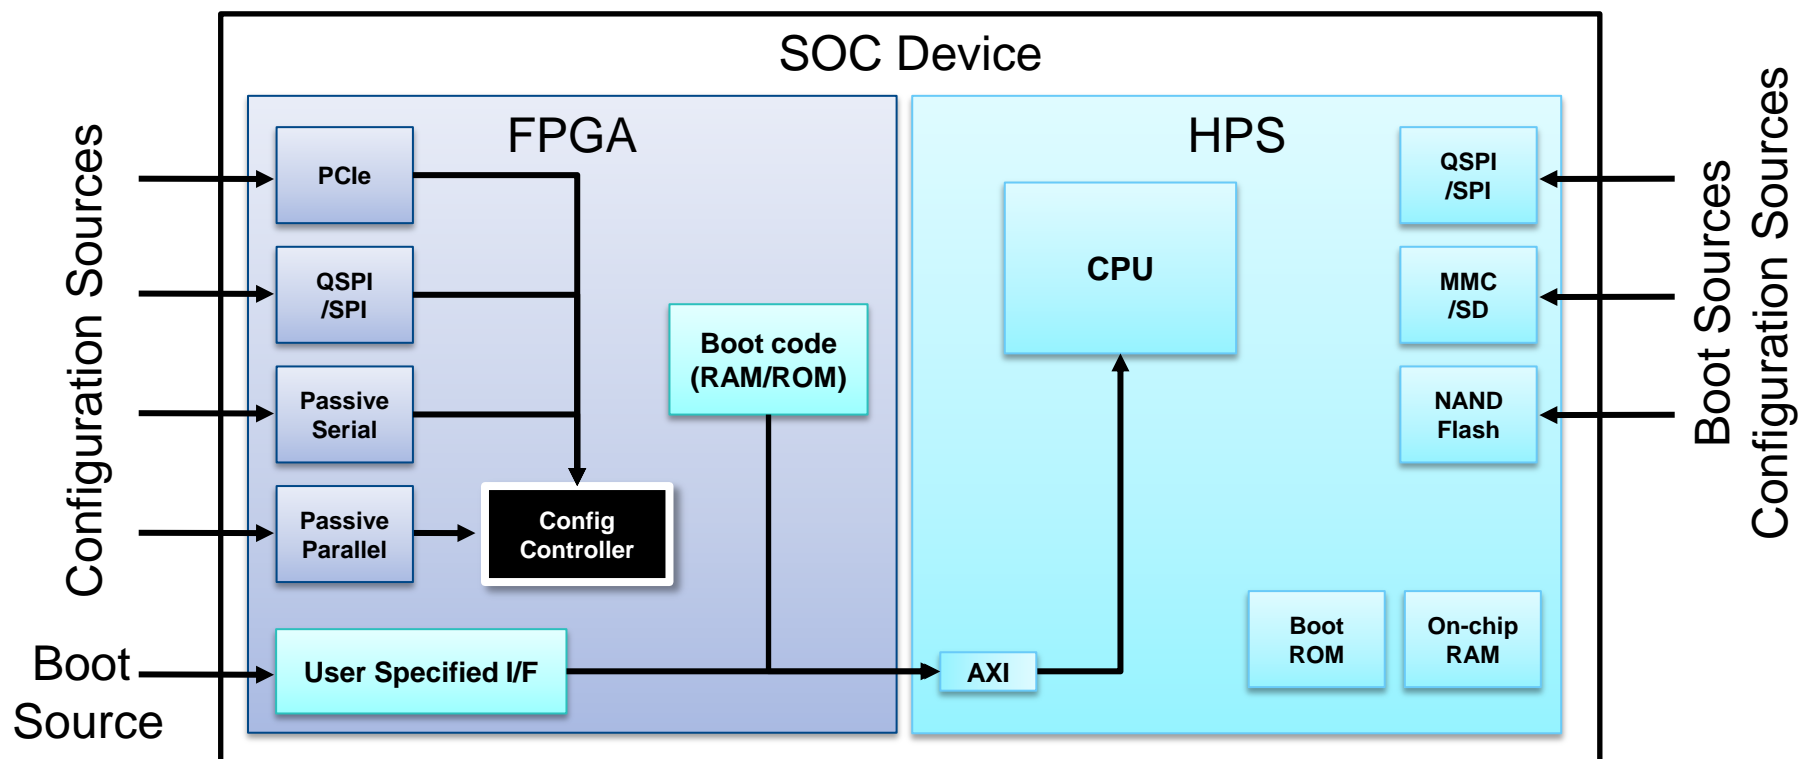 SOC Device
FPGA
HPS
Configuration Sources
PCIe
QSPI
/SPI
Passive
Serial
Passive
Parallel
Config
Controller
Boot code
(RAM/ROM)
Boot
Source
User Specified I/F
AXI
CPU
QSPI
/SPI
MMC
/SD
NAND
Flash
Boot
ROM
On-chip
RAM
Boot Sources
Configuration Sources